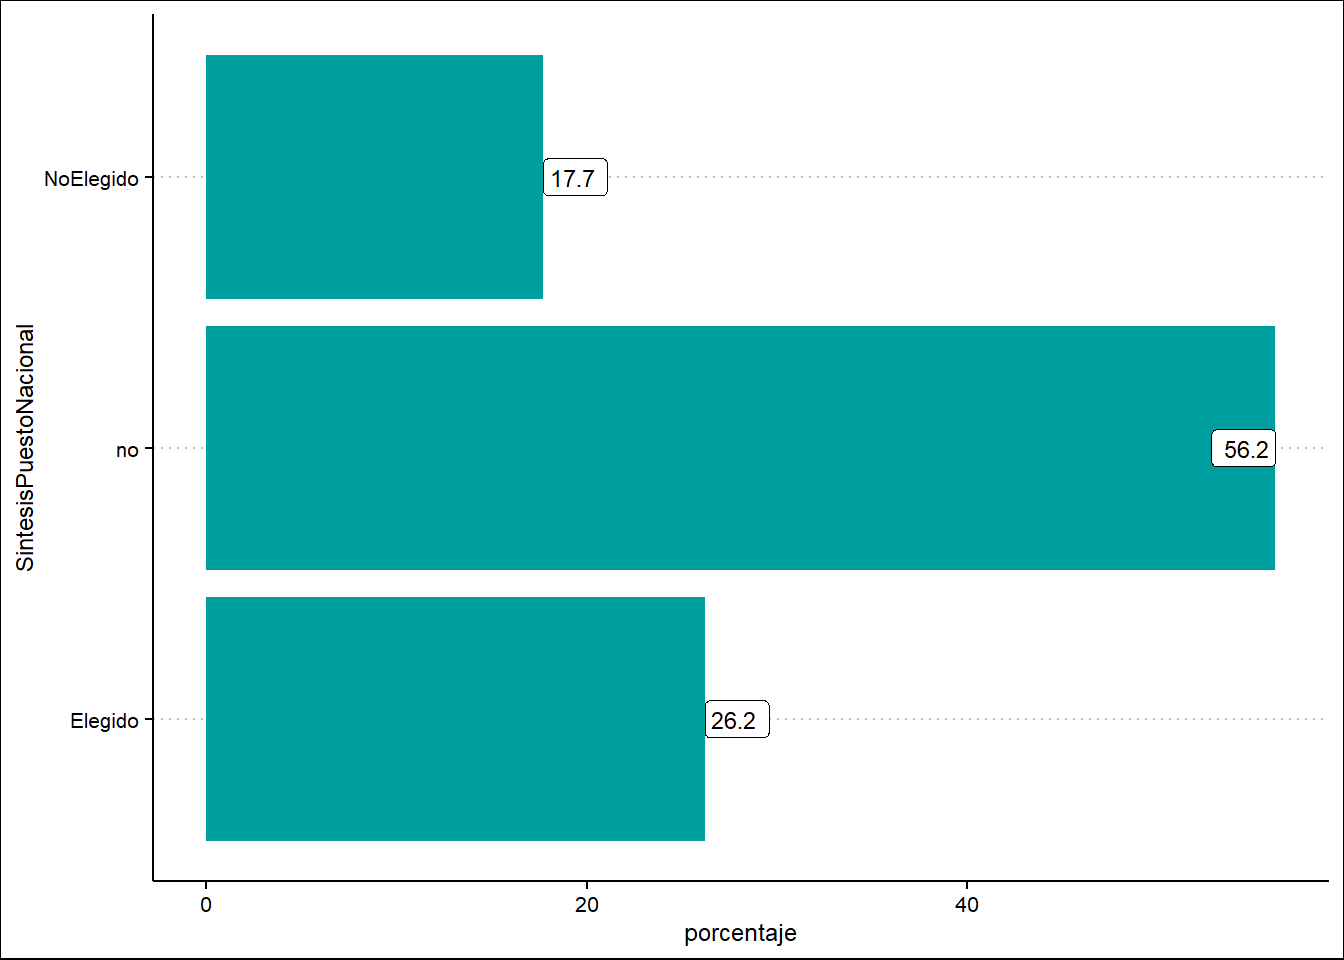 SintesisPuestoNacional
NoElegido
17.7
no
56.2
Elegido
26.2
0 20 40
porcentaje